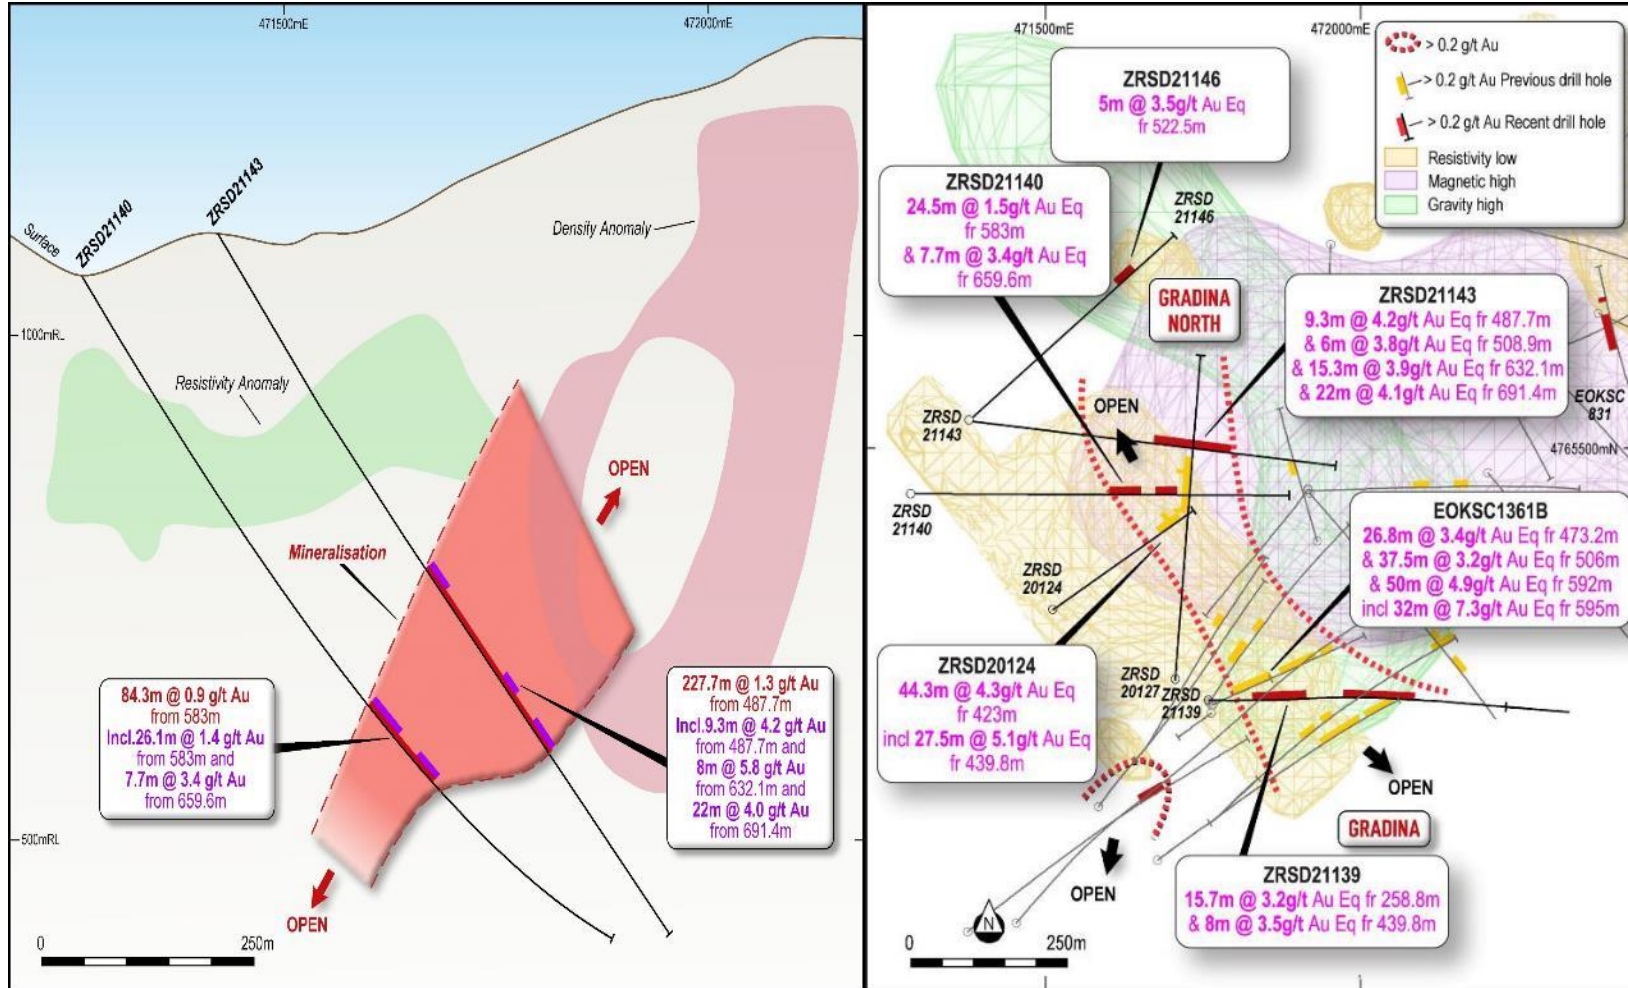 471500mE
472000mE
Surface
ZRSD21140
ZRSD21143
Density Anomaly
1000mRL
Resistivity Anomaly
OPEN
Mineralisation
84.3m @ 0.9 g/t Au
from 583m
Incl.26.1m @ 1.4 g/t Au
from 583m and
7.7m @ 3.4 g/t Au
from 659.6m
227.7m @ 1.3 g/t Au
from 487.7m
Incl.9.3m @ 4.2 g/t Au
from 487.7m and
8m @ 5.8 g/t Au
from 632.1m and
22m @ 4.0 g/t Au
from 691.4m
500mRL
OPEN
0
250m
471500mE
472000mE
> 0.2 g/t Au
> 0.2 g/t Au Previous drill hole
> 0.2 g/t Au Recent drill hole
Resistivity low
Magnetic high
Gravity high
ZRSD21146
5m @ 3.5g/t Au Eq
fr 522.5m
ZRSD21140
24.5m @ 1.5g/t Au Eq
fr 583m
& 7.7m @ 3.4g/t Au Eq
fr 659.6m
ZRSD
21146
GRADINA
NORTH
ZRSD21143
9.3m @ 4.2g/t Au Eq fr 487.7m
& 6m @ 3.8g/t Au Eq fr 508.9m
& 15.3m @ 3.9g/t Au Eq fr 632.1m
& 22m @ 4.1g/t Au Eq fr 691.4m
EOKSC
831
ZRSD
21143
OPEN
4765500mN
ZRSD
21140
EOKSC1361B
26.8m @ 3.4g/t Au Eq fr 473.2m
& 37.5m @ 3.2g/t Au Eq fr 506m
& 50m @ 4.9g/t Au Eq fr 592m
incl 32m @ 7.3g/t Au Eq fr 595m
ZRSD
20124
ZRSD20124
44.3m @ 4.3g/t Au Eq
fr 423m
incl 27.5m @ 5.1g/t Au Eq
fr 439.8m
ZRSD
20127
ZRSD
21139
OPEN
GRADINA
OPEN
ZRSD21139
15.7m @ 3.2g/t Au Eq fr 258.8m
& 8m @ 3.5g/t Au Eq fr 439.8m
N
0
250m